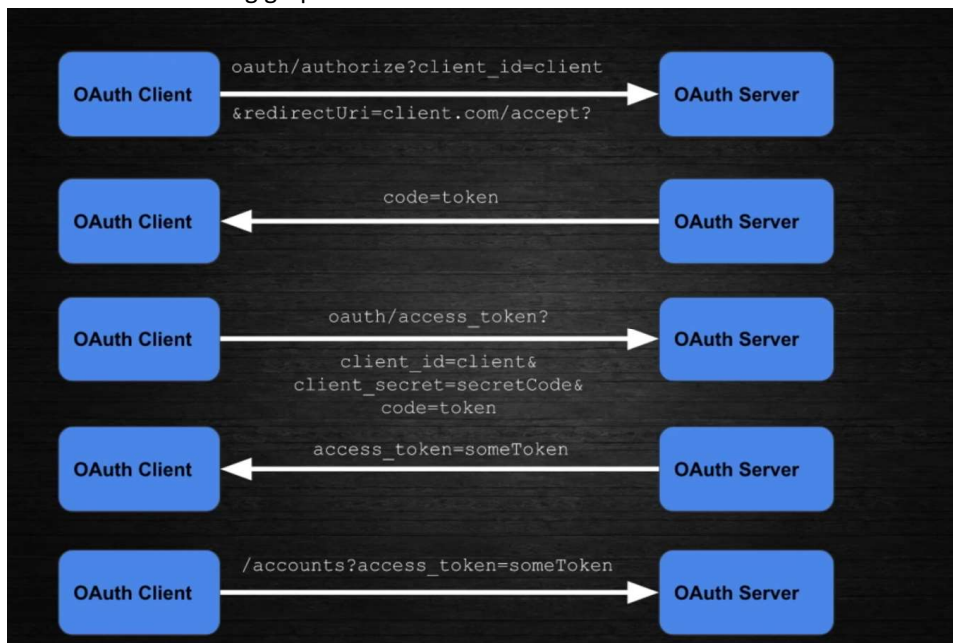 OAuth Client
oauth/authorize?client_id=client
&redirectUri=client.com/accept?
OAuth Server
OAuth Client
code=token
OAuth Server
OAuth Client
oauth/access_token?
client_id=client&
client_secret=secretCode&
code=token
OAuth Server
OAuth Client
access_token=someToken
OAuth Server
OAuth Client
/accounts?access_token=someToken
OAuth Server